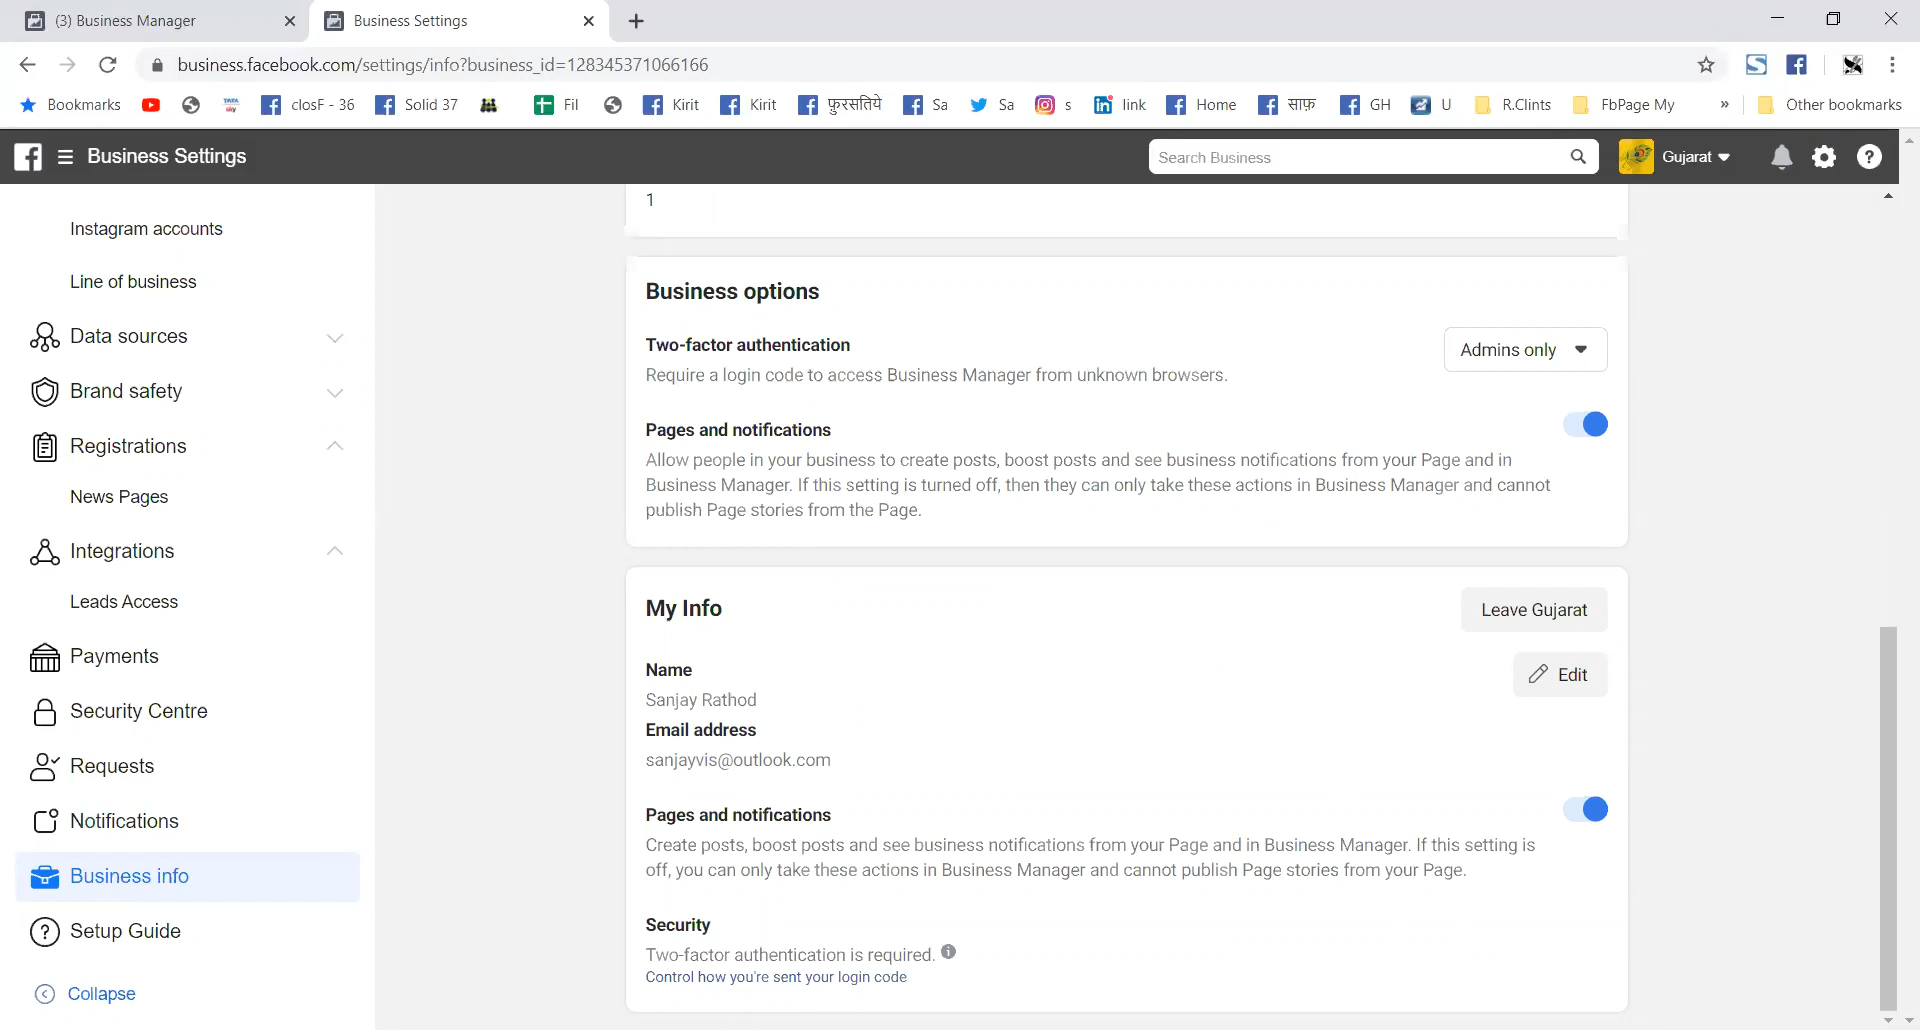 (3) Business Manager
Business Settings
business.facebook.com/settings/info?business_id=128345371066166
Bookmarks
TATA sky
closF - 36
Solid 37
Fil
Kirit
Kirit
फ़ुरसतिये
Sa
Sa
s
link
Home
साफ़
GH
U
R.Clints
FbPage My
»
Other bookmarks
Business Settings
Search Business
Gujarat
Instagram accounts
Line of business
Data sources
Brand safety
Registrations
News Pages
Integrations
Leads Access
Payments
Security Centre
Requests
Notifications
Business info
Setup Guide
Collapse
1
Business options
Two-factor authentication
Require a login code to access Business Manager from unknown browsers.
Admins only
Pages and notifications
Allow people in your business to create posts, boost posts and see business notifications from your Page and in
Business Manager. If this setting is turned off, then they can only take these actions in Business Manager and cannot
publish Page stories from the Page.
My Info
Leave Gujarat
Name
Edit
Sanjay Rathod
Email address
sanjayvis@outlook.com
Pages and notifications
Create posts, boost posts and see business notifications from your Page and in Business Manager. If this setting is
off, you can only take these actions in Business Manager and cannot publish Page stories from your Page.
Security
Two-factor authentication is required.
Control how you're sent your login code